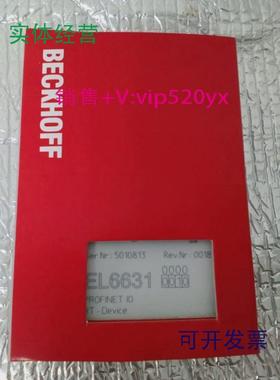 实体经营
BECKHOFF
销售+V:vip520yx
Ser Nr: 5010813 Rev.Nr: 0018
EL6631 0000
0010
PROFINET IO
RT - Device
可开发票